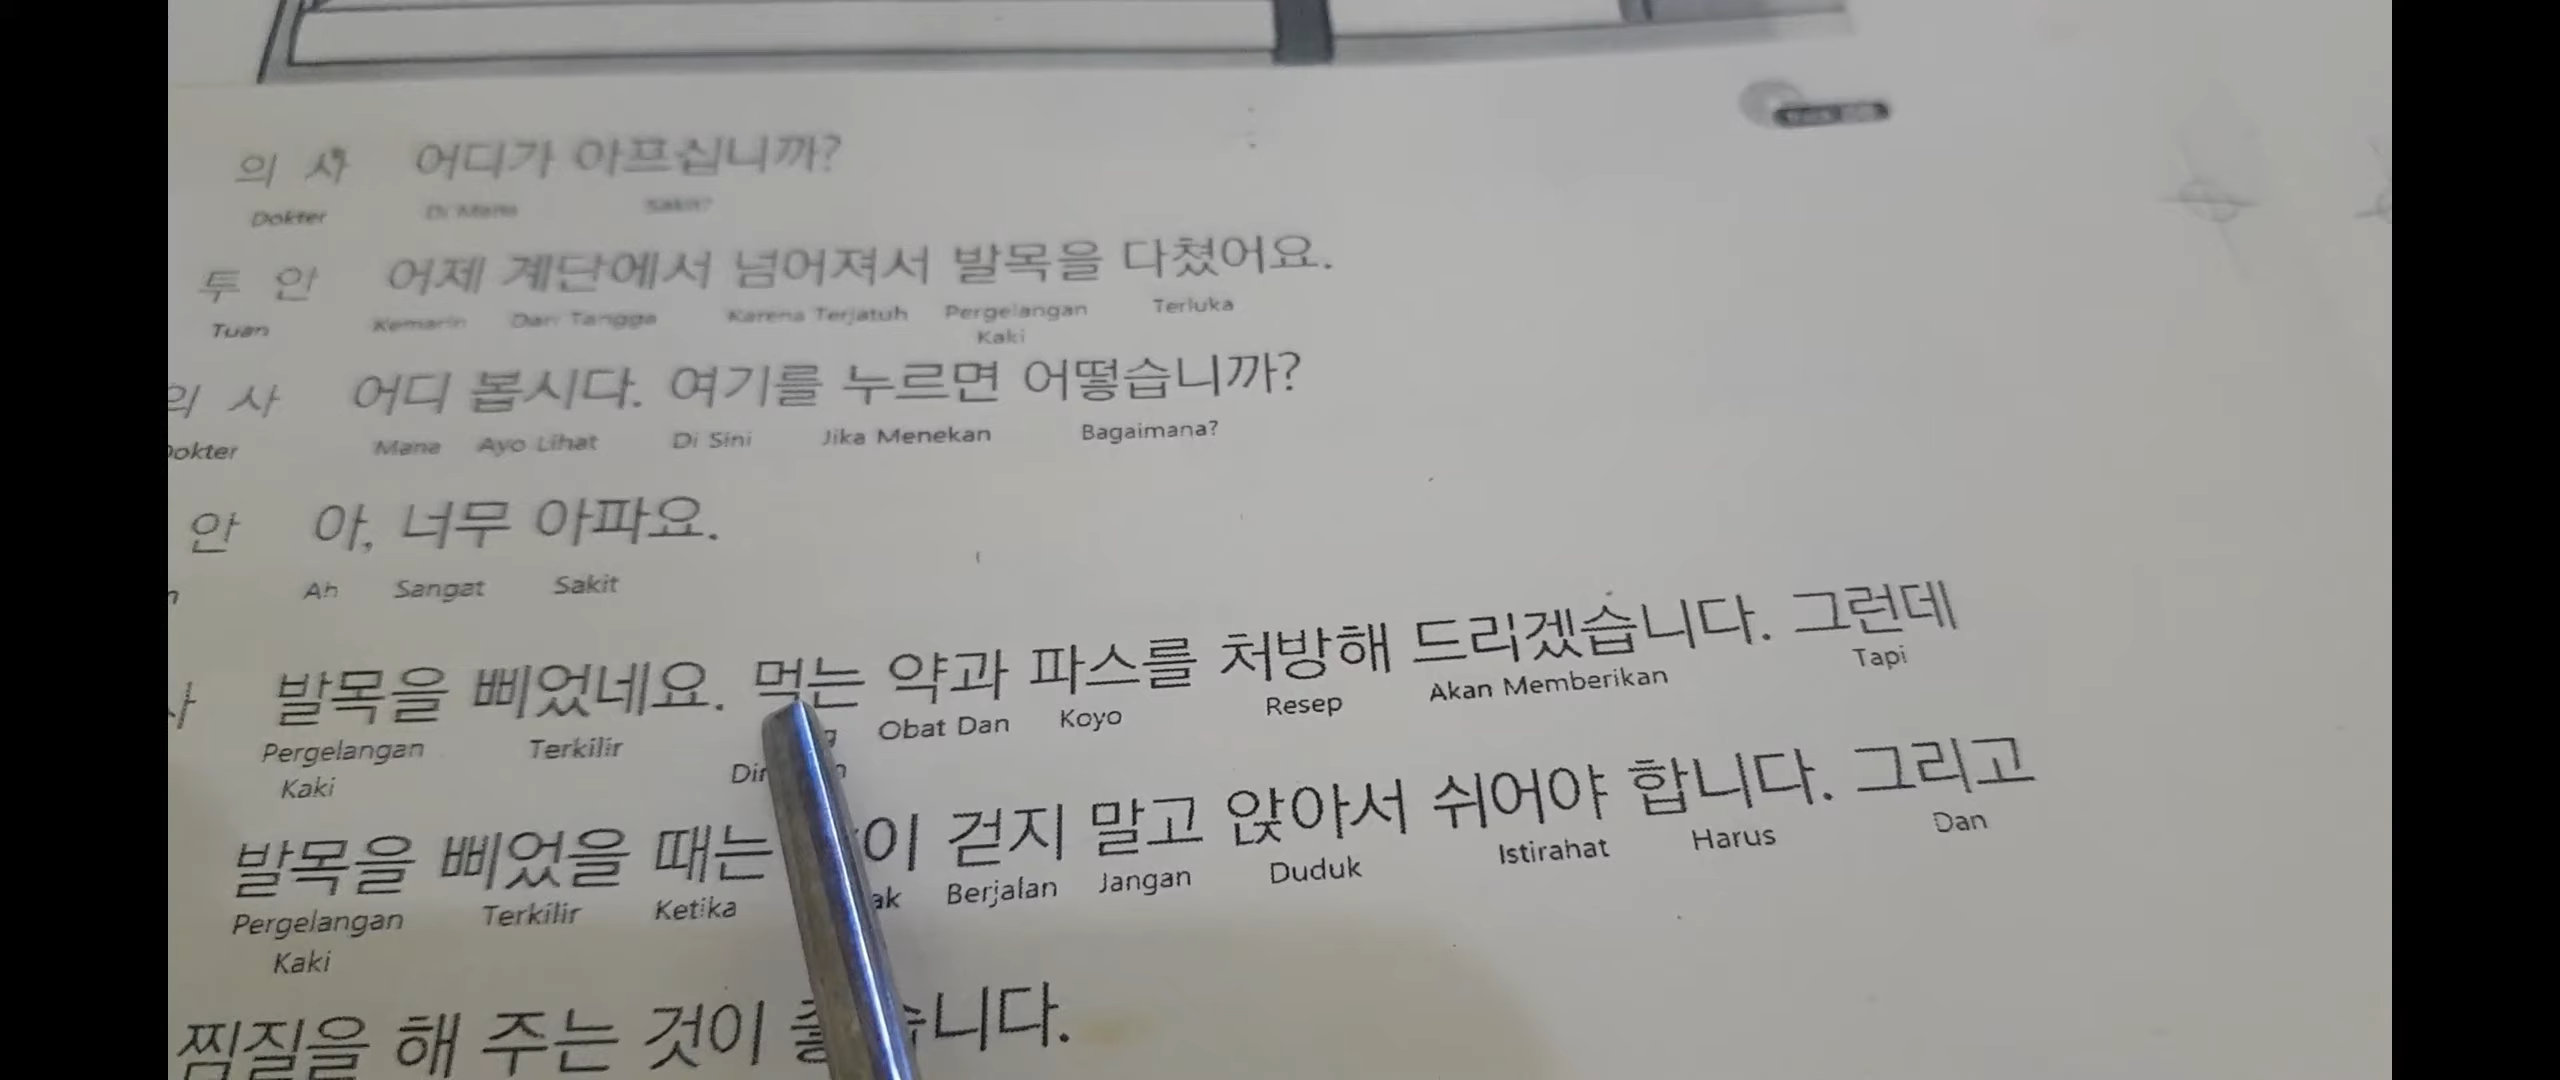 의 사 어디가 아프십니까?
Dokter Di Mana Sakit?
투 안 어제 계단에서 넘어져서 발목을 다쳤어요.
Tuan Kemarin Dari Tangga Karena Terjatuh Pergelangan Kaki Terluka
의 사 어디 봅시다. 여기를 누르면 어떻습니까?
Dokter Mana Ayo Lihat Di Sini Jika Menekan Bagaimana?
안 아, 너무 아파요.
Ah Sangat Sakit
사 발목을 삐었네요. 먹는 약과 파스를 처방해 드리겠습니다. 그런데
Pergelangan Kaki Terkilir Obat Dan Koyo Resep Akan Memberikan Tapi
발목을 삐었을 때는 걷지 말고 앉아서 쉬어야 합니다. 그리고
Pergelangan Kaki Terkilir Ketika Berjalan Jangan Duduk Istirahat Harus Dan
찜질을 해 주는 것이